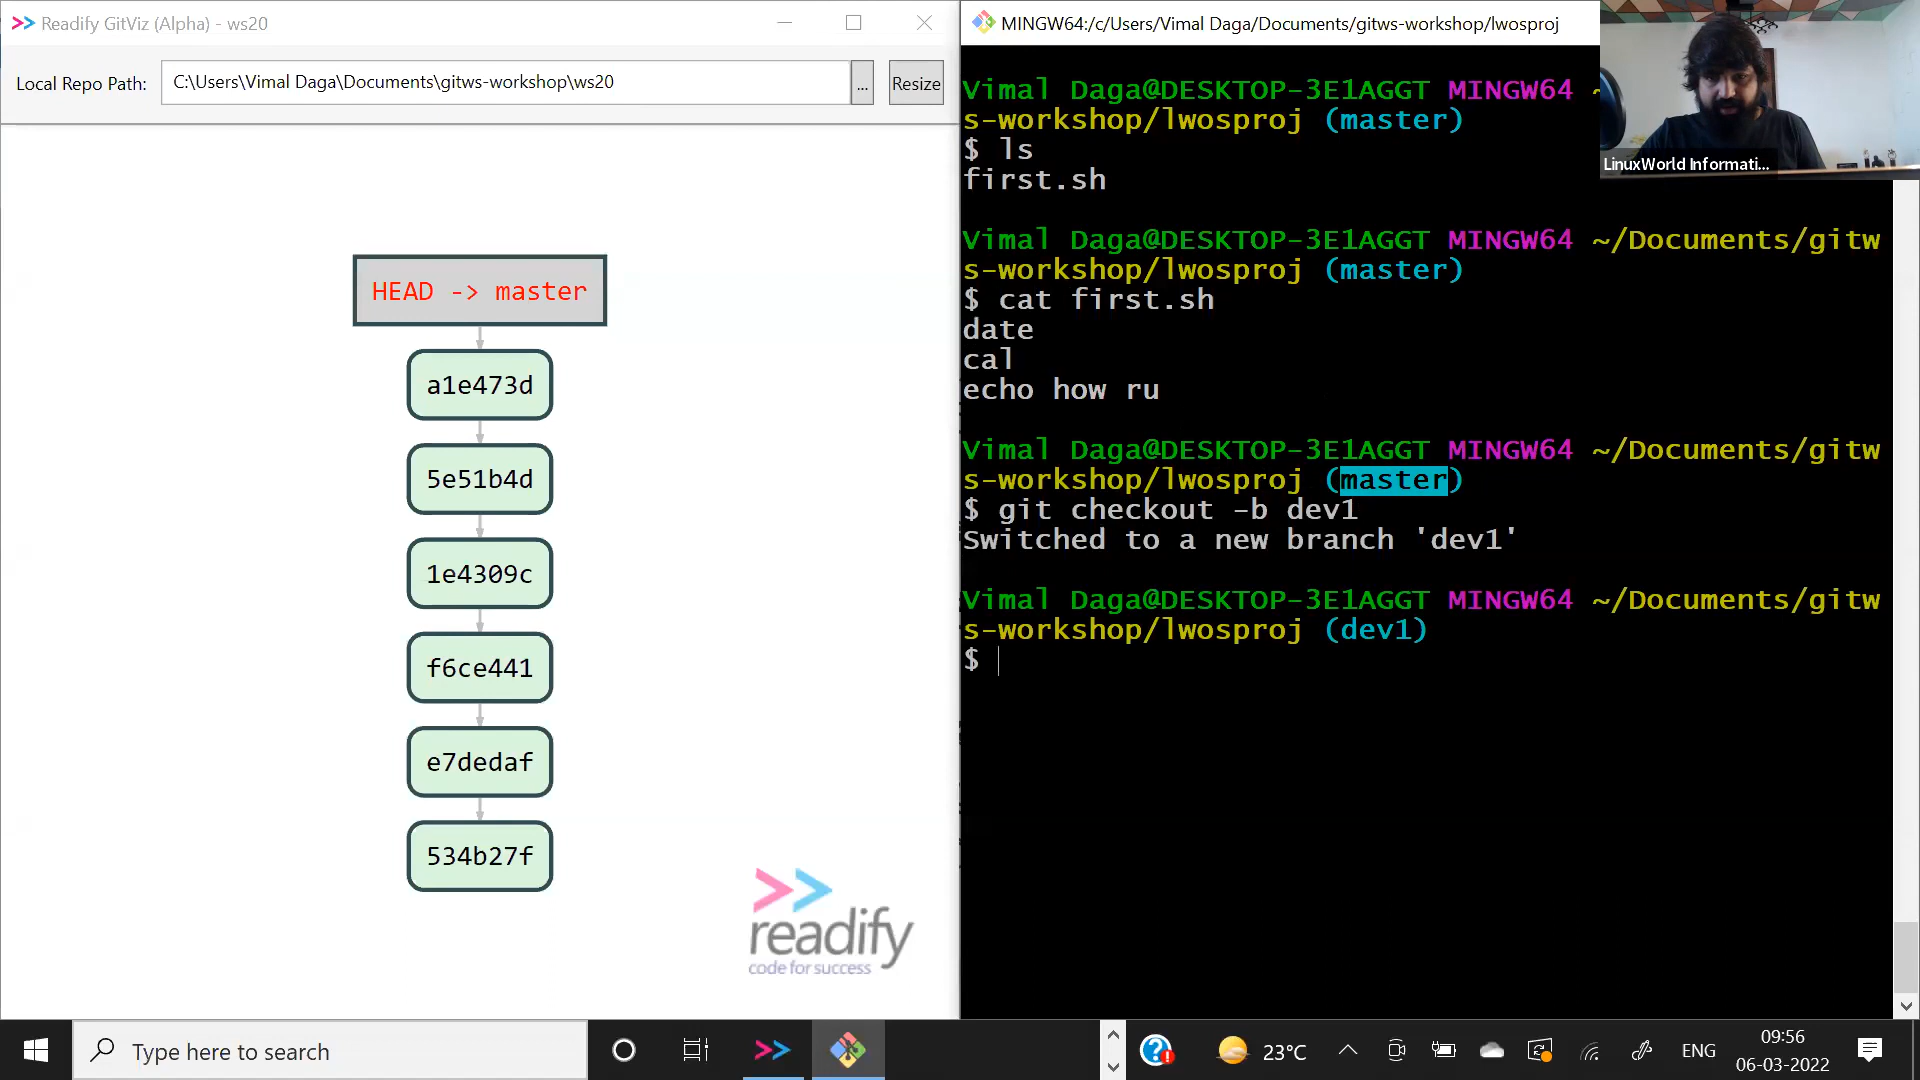 Readify GitViz (Alpha) - ws20
Local Repo Path:
C:\Users\Vimal Daga\Documents\gitws-workshop\ws20
...
Resize
HEAD -> master
a1e473d
5e51b4d
1e4309c
f6ce441
e7dedaf
534b27f
readify
code for success
MINGW64:/c/Users/Vimal Daga/Documents/gitws-workshop/lwosproj
Vimal Daga@DESKTOP-3E1AGGT MINGW64 ~
s-workshop/lwosproj (master)
$ ls
first.sh
Vimal Daga@DESKTOP-3E1AGGT MINGW64 ~/Documents/gitw
s-workshop/lwosproj (master)
$ cat first.sh
date
cal
echo how ru
Vimal Daga@DESKTOP-3E1AGGT MINGW64 ~/Documents/gitw
s-workshop/lwosproj (master)
$ git checkout -b dev1
Switched to a new branch 'dev1'
Vimal Daga@DESKTOP-3E1AGGT MINGW64 ~/Documents/gitw
s-workshop/lwosproj (dev1)
$
LinuxWorld Informati...
Type here to search
23°C
ENG
09:56
06-03-2022